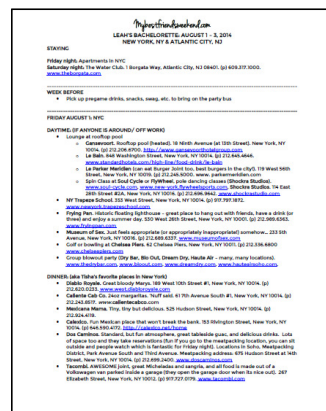 Mybestfriendsweekend.com
LEAH'S BACHELORETTE: AUGUST 1 – 3, 2014
NEW YORK, NY & ATLANTIC CITY, NJ
STAYING
Friday night: Apartments in NYC
Saturday night: The Water Club. 1 Borgata Way, Atlantic City, NJ 08401. (p) 609.317.1000.
www.theborgata.com
WEEK BEFORE
• Pick up pregame drinks, snacks, swag, etc. to bring on the party bus
FRIDAY AUGUST 1:
DAYTIME: (IF ANYONE IS AROUND/ OFF WORK)
• Lounge at rooftop pool
o Gansevoort. Rooftop pool (heated). 18 Ninth Avenue (at 13th Street). New York, NY
10014. (p) 212.206.6700. http://www.gansevoorthotelgroup.com
o Le Bain. 848 Washington Street, New York, NY 10014. (p) 212.645.4646.
www.standardhotels.com/high-line/food-drink/le-bain
o Le Parker Meridien (can eat Burger Joint too, best burgers in the city!). 119 West 56th
Street, New York, NY 10019. (p) 212.245.5000. www.parkermeridien.com
o Spin Class at Soul Cycle or Flywheel, pole dancing classes (Shockra Studios).
www.soul-cycle.com, www.new-york.flywheelsports.com, Shockra Studios. 114 East
28th Street #2A, New York, NY 10016. (p) 212.696.9642. www.shockrastudio.com
• NY Trapeze School. 353 West Street, New York, NY 10014. (p) 917.797.1872.
www.newyork.trapezeschool.com
• Frying Pan. Historic floating lighthouse – great place to hang out with friends, have a drink (or
three) and enjoy a summer day. 530 West 26th Street, New York, NY 10001. (p) 212.989.6363.
www.fryingpan.com
• Museum of Sex. Just feels appropriate (or appropriately inappropriate!) somehow... 233 5th
Avenue, New York, NY 10016. (p) 212.689.6337. www.museumofsex.com
• Golf or bowling at Chelsea Piers. 62 Chelsea Piers, New York, NY 10011. (p) 212.336.6800
www.chelseapiers.com
• Group blowout party (Dry Bar, Blo Out, Dream Dry, Haute Air – many, many locations).
www.thedrybar.com, www.bloout.com, www.dreamdry.com, www.hauteairsoho.com.
DINNER: (aka Tisha's favorite places in New York)
• Diablo Royale. Great bloody Marys. 189 West 10th Street #1, New York, NY 10014. (p)
212.620.0233. www.west.diabloroyale.com
• Caliente Cab Co. 24oz margaritas. 'Nuff said. 61 7th Avenue South #1, New York, NY 10014. (p)
212.243.8517. www.calientecabco.com
• Mexicana Mama. Tiny, tiny but delicious. 525 Hudson Street, New York, NY 10014. (p)
212.924.4119.
• Calexico. Fun Mexican place that won't break the bank. 153 Rivington Street, New York, NY
10014. (p) 646.590.4172. http://calexico.net/home
• Dos Caminos. Standard, but fun atmosphere, great tableside guac, and delicious drinks. Lots
of space too and they take reservations (fun if you go to the meatpacking location, you can sit
outside and people watch which is fantastic for Friday night). Locations in Soho, Meatpacking
District, Park Avenue South and Third Avenue. Meatpacking address: 675 Hudson Street at 14th
Street, New York, NY 10014. (p) 212.699.2400. www.doscaminos.com
• Tacombi. AWESOME joint, great Micheladas and sangria, and all food is made out of a
Volkswagen van parked inside a garage (they open the garage door when its nice out). 267
Elizabeth Street, New York, NY 10012. (p) 917.727.0179. www.tacombi.com